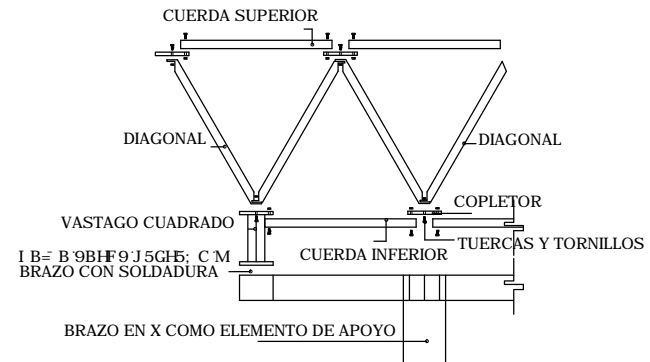 CUERDA SUPERIOR
DIAGONAL
DIAGONAL
COPLETOR
VASTAGO CUADRADO
TUERCAS Y TORNILLOS
CUERDA INFERIOR
BRAZO CON SOLDADURA
BRAZO EN X COMO ELEMENTO DE APOYO